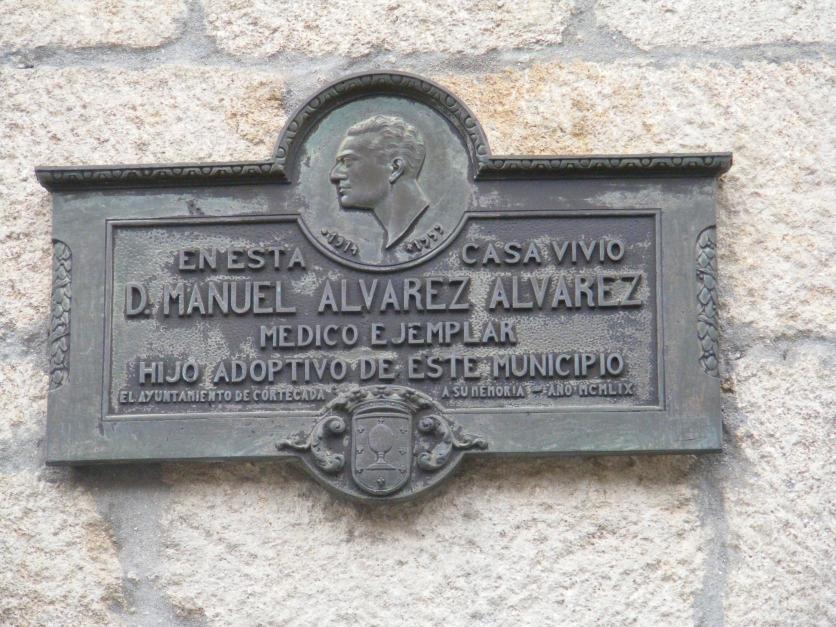 1914 1959
EN ESTA CASA VIVIO
D. MANUEL ALVAREZ ALVAREZ
MEDICO EJEMPLAR
HIJO ADOPTIVO DE ESTE MUNICIPIO
EL AYUNTAMIENTO DE CORTEGADA A SU MEMORIA - AÑO MCMLIX